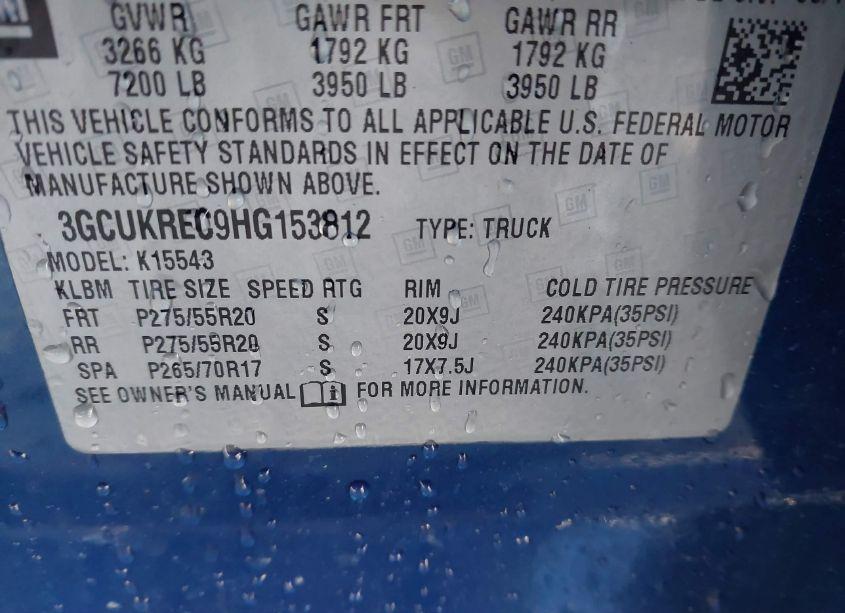 GVWR GAWR FRT GAWR RR
3266 KG 1792 KG 1792 KG
7200 LB 3950 LB 3950 LB
THIS VEHICLE CONFORMS TO ALL APPLICABLE U.S. FEDERAL MOTOR
VEHICLE SAFETY STANDARDS IN EFFECT ON THE DATE OF
MANUFACTURE SHOWN ABOVE.
3GCUKREC9HG153812 TYPE: TRUCK
MODEL: K15543
KLBM TIRE SIZE SPEED RTG RIM COLD TIRE PRESSURE
FRT P275/55R20 S 20X9J 240KPA(35PSI)
RR P275/55R20 S 20X9J 240KPA(35PSI)
SPA P265/70R17 S 17X7.5J 240KPA(35PSI)
SEE OWNER'S MANUAL FOR MORE INFORMATION.